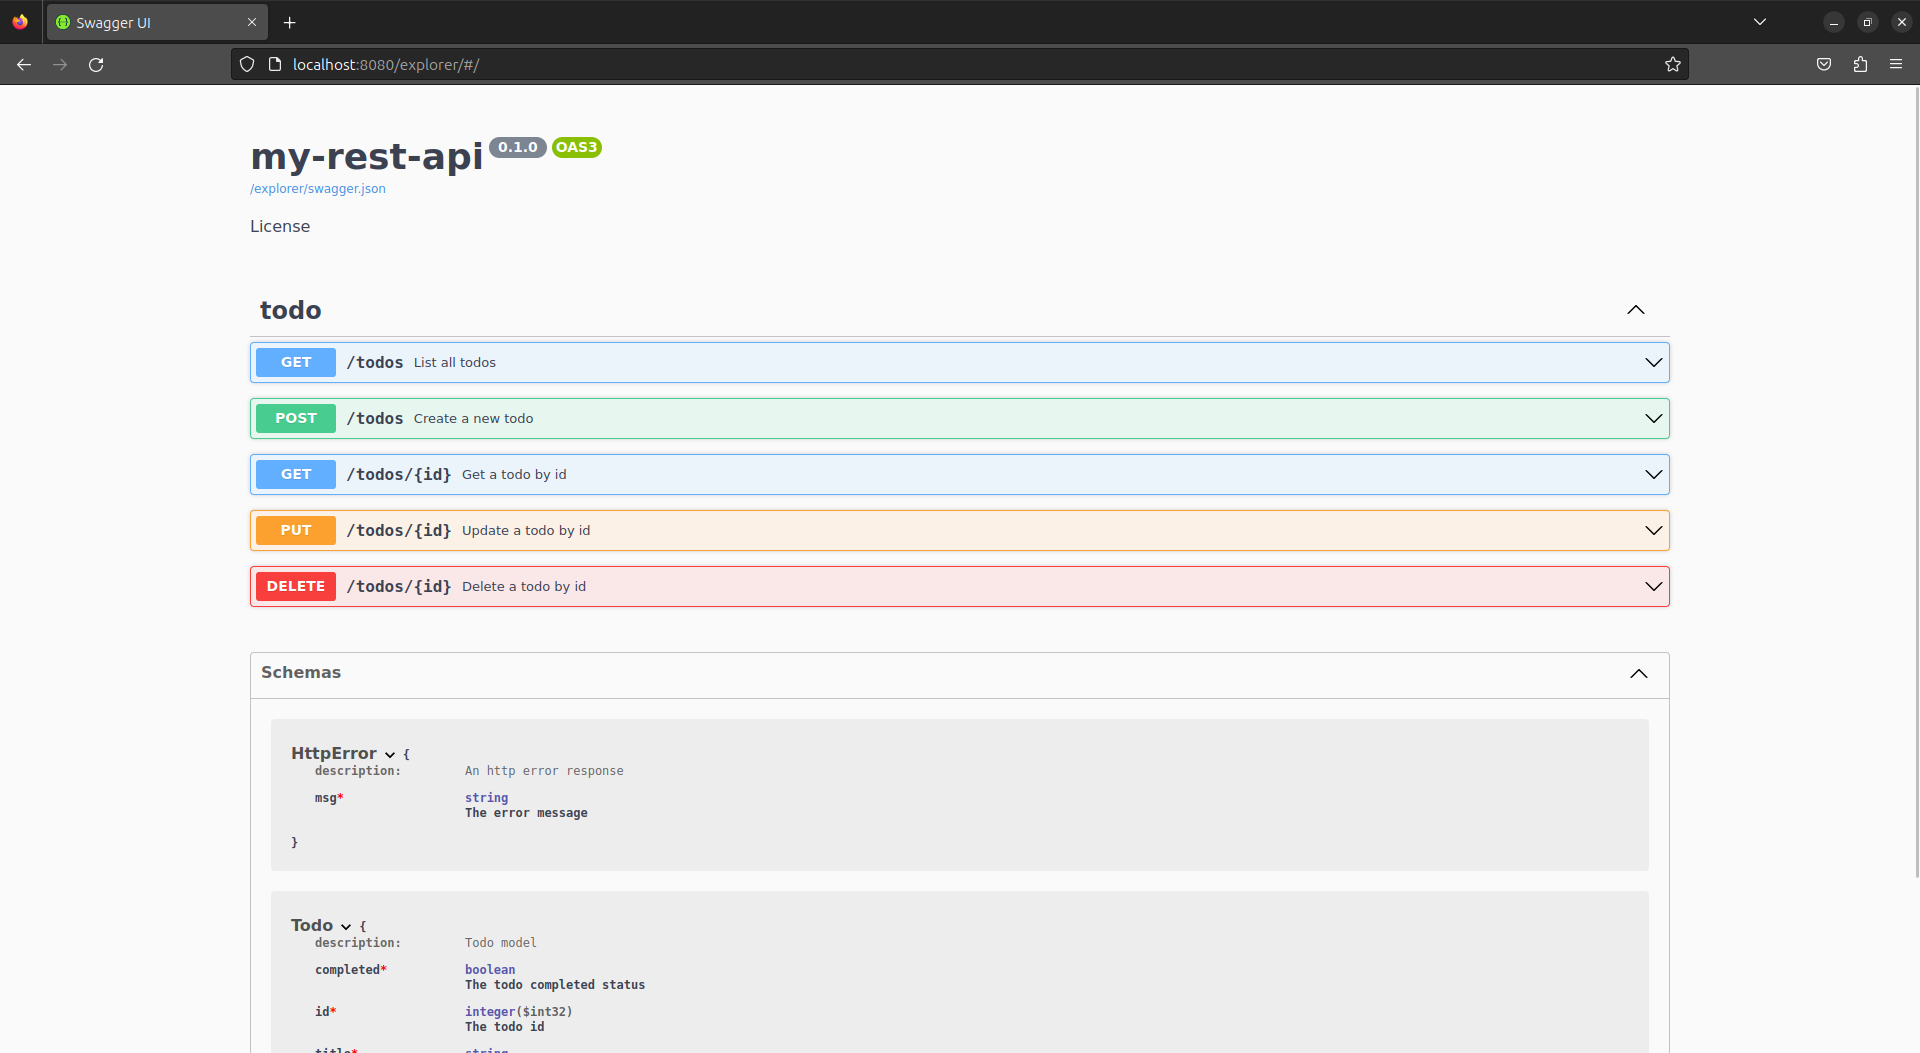 Swagger UI
localhost:8080/explorer/#/
my-rest-api 0.1.0 OAS3
/explorer/swagger.json
License
todo
GET /todos List all todos
POST /todos Create a new todo
GET /todos/{id} Get a todo by id
PUT /todos/{id} Update a todo by id
DELETE /todos/{id} Delete a todo by id
Schemas
HttpError {
description: An http error response
msg* string
The error message
}
Todo {
description: Todo model
completed* boolean
The todo completed status
id* integer($int32)
The todo id
title* string